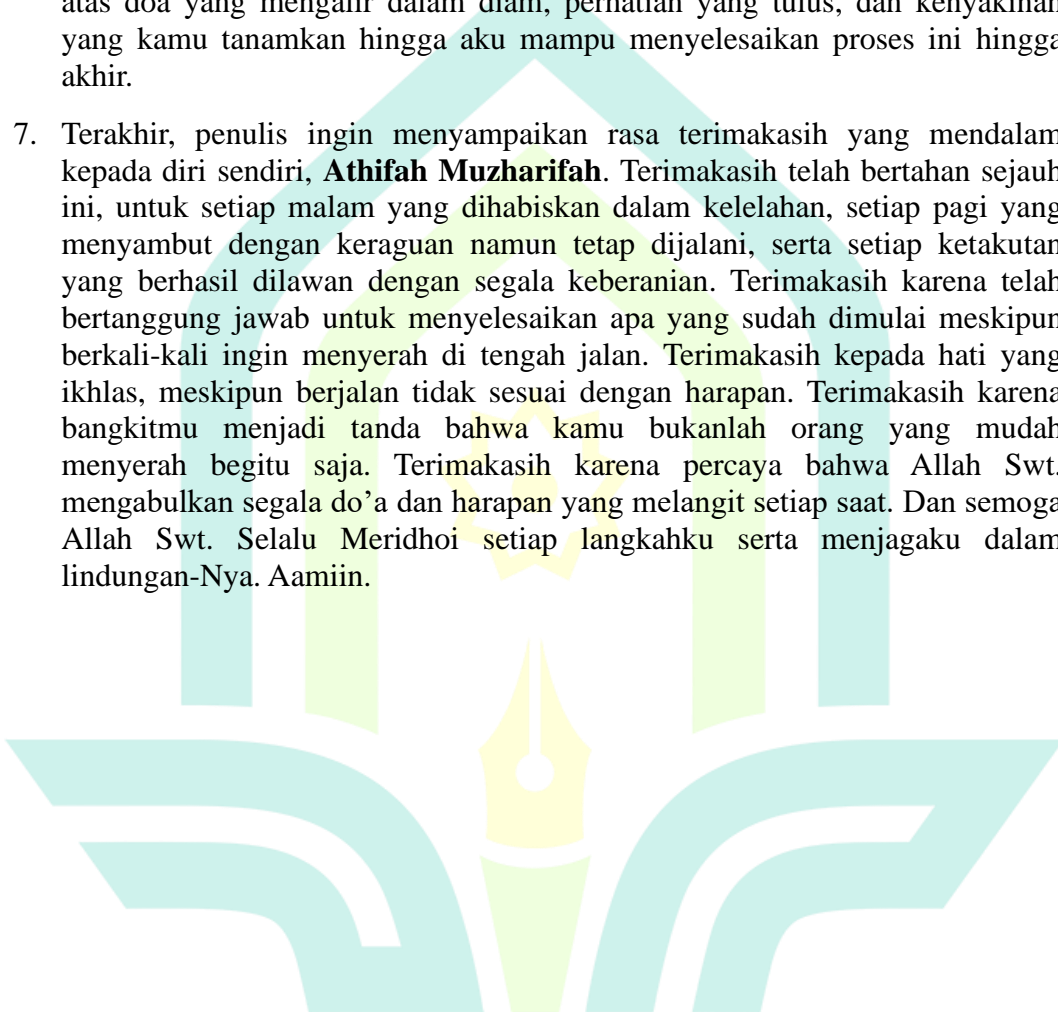 atas doa yang mengalir dalam diam, perhatian yang tulus, dan kenyakinan
yang kamu tanamkan hingga aku mampu menyelesaikan proses ini hingga
akhir.
7. Terakhir, penulis ingin menyampaikan rasa terimakasih yang mendalam
kepada diri sendiri, Athifah Muzharifah. Terimakasih telah bertahan sejauh
ini, untuk setiap malam yang dihabiskan dalam kelelahan, setiap pagi yang
menyambut dengan keraguan namun tetap dijalani, serta setiap ketakutan
yang berhasil dilawan dengan segala keberanian. Terimakasih karena telah
bertanggung jawab untuk menyelesaikan apa yang sudah dimulai meskipun
berkali-kali ingin menyerah di tengah jalan. Terimakasih kepada hati yang
ikhlas, meskipun berjalan tidak sesuai dengan harapan. Terimakasih karena
bangkitmu menjadi tanda bahwa kamu bukanlah orang yang mudah
menyerah begitu saja. Terimakasih karena percaya bahwa Allah Swt.
mengabulkan segala do’a dan harapan yang melangit setiap saat. Dan semoga
Allah Swt. Selalu Meridhoi setiap langkahku serta menjagaku dalam
lindungan-Nya. Aamiin.